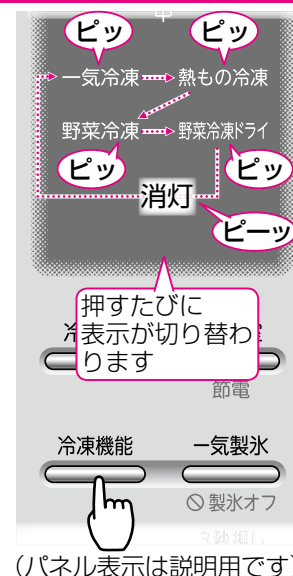 ピッ
ピッ
一気冷凍
熱もの冷凍
野菜冷凍
野菜冷凍ドライ
ピッ
ピッ
消灯
ピーッ
押すたびに
表示が切り替わ
ります
節電
冷凍機能
一気製氷
製氷オフ
(パネル表示は説明用です)